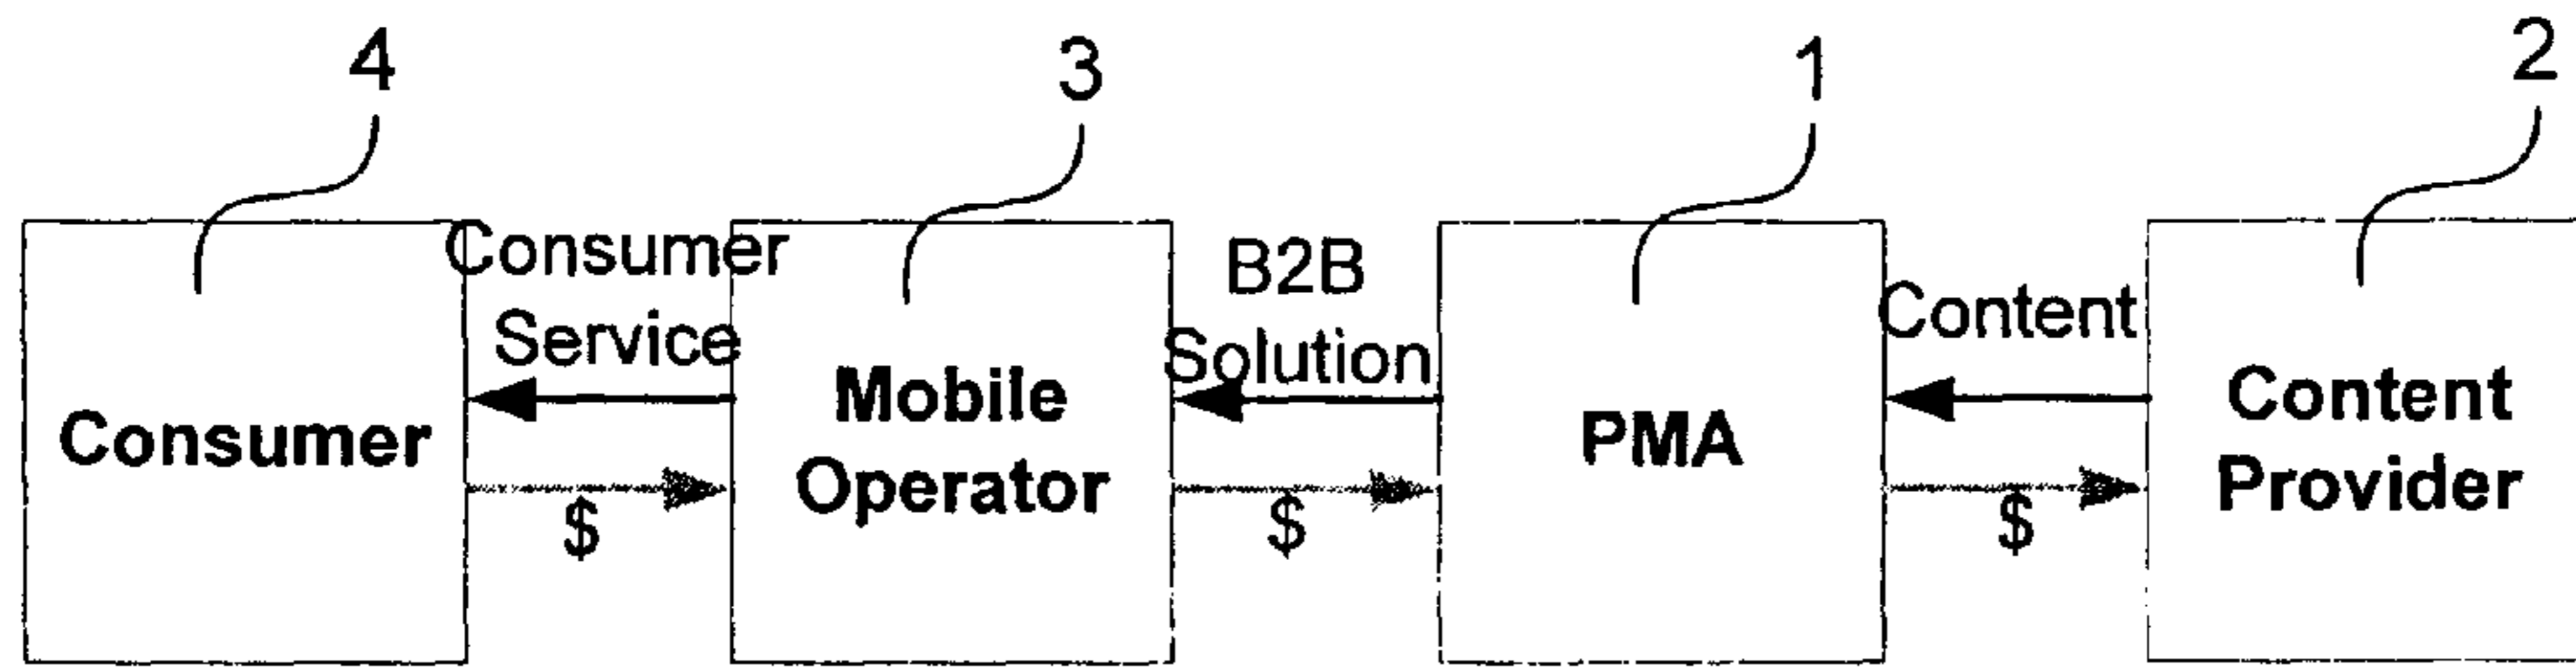 4
3
1
2
Consumer
Service
B2B
Solution
Content
Consumer
Mobile
Operator
PMA
Content
Provider
$
$
$